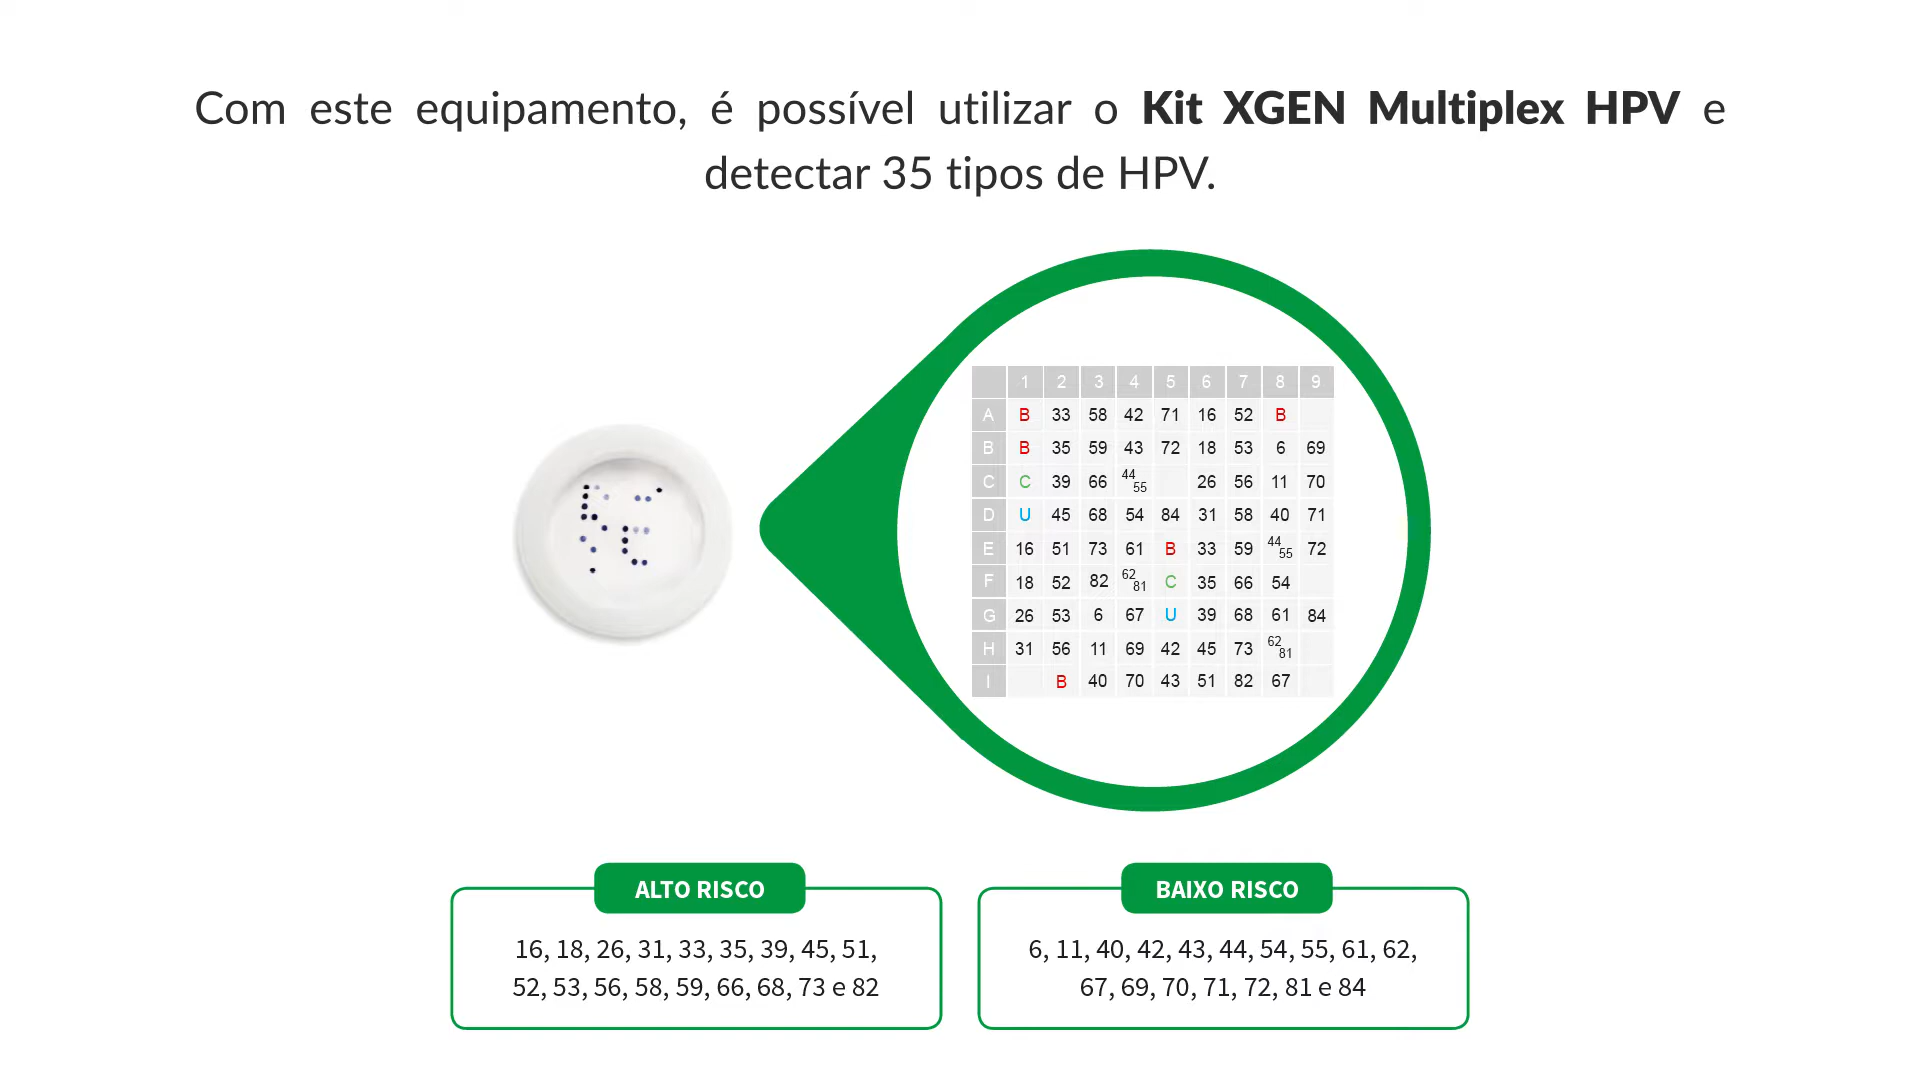 Com este equipamento, é possível utilizar o Kit XGEN Multiplex HPV e
detectar 35 tipos de HPV.
1 2 3 4 5 6 7 8 9
A B 33 58 42 71 16 52 B
B B 35 59 43 72 18 53 6 69
C C 39 66 44 55 26 56 11 70
D U 45 68 54 84 31 58 40 71
E 16 51 73 61 B 33 59 44 55 72
F 18 52 82 62 81 C 35 66 54
G 26 53 6 67 U 39 68 61 84
H 31 56 11 69 42 45 73 62 81
I B 40 70 43 51 82 67
ALTO RISCO
16, 18, 26, 31, 33, 35, 39, 45, 51,
52, 53, 56, 58, 59, 66, 68, 73 e 82
BAIXO RISCO
6, 11, 40, 42, 43, 44, 54, 55, 61, 62,
67, 69, 70, 71, 72, 81 e 84